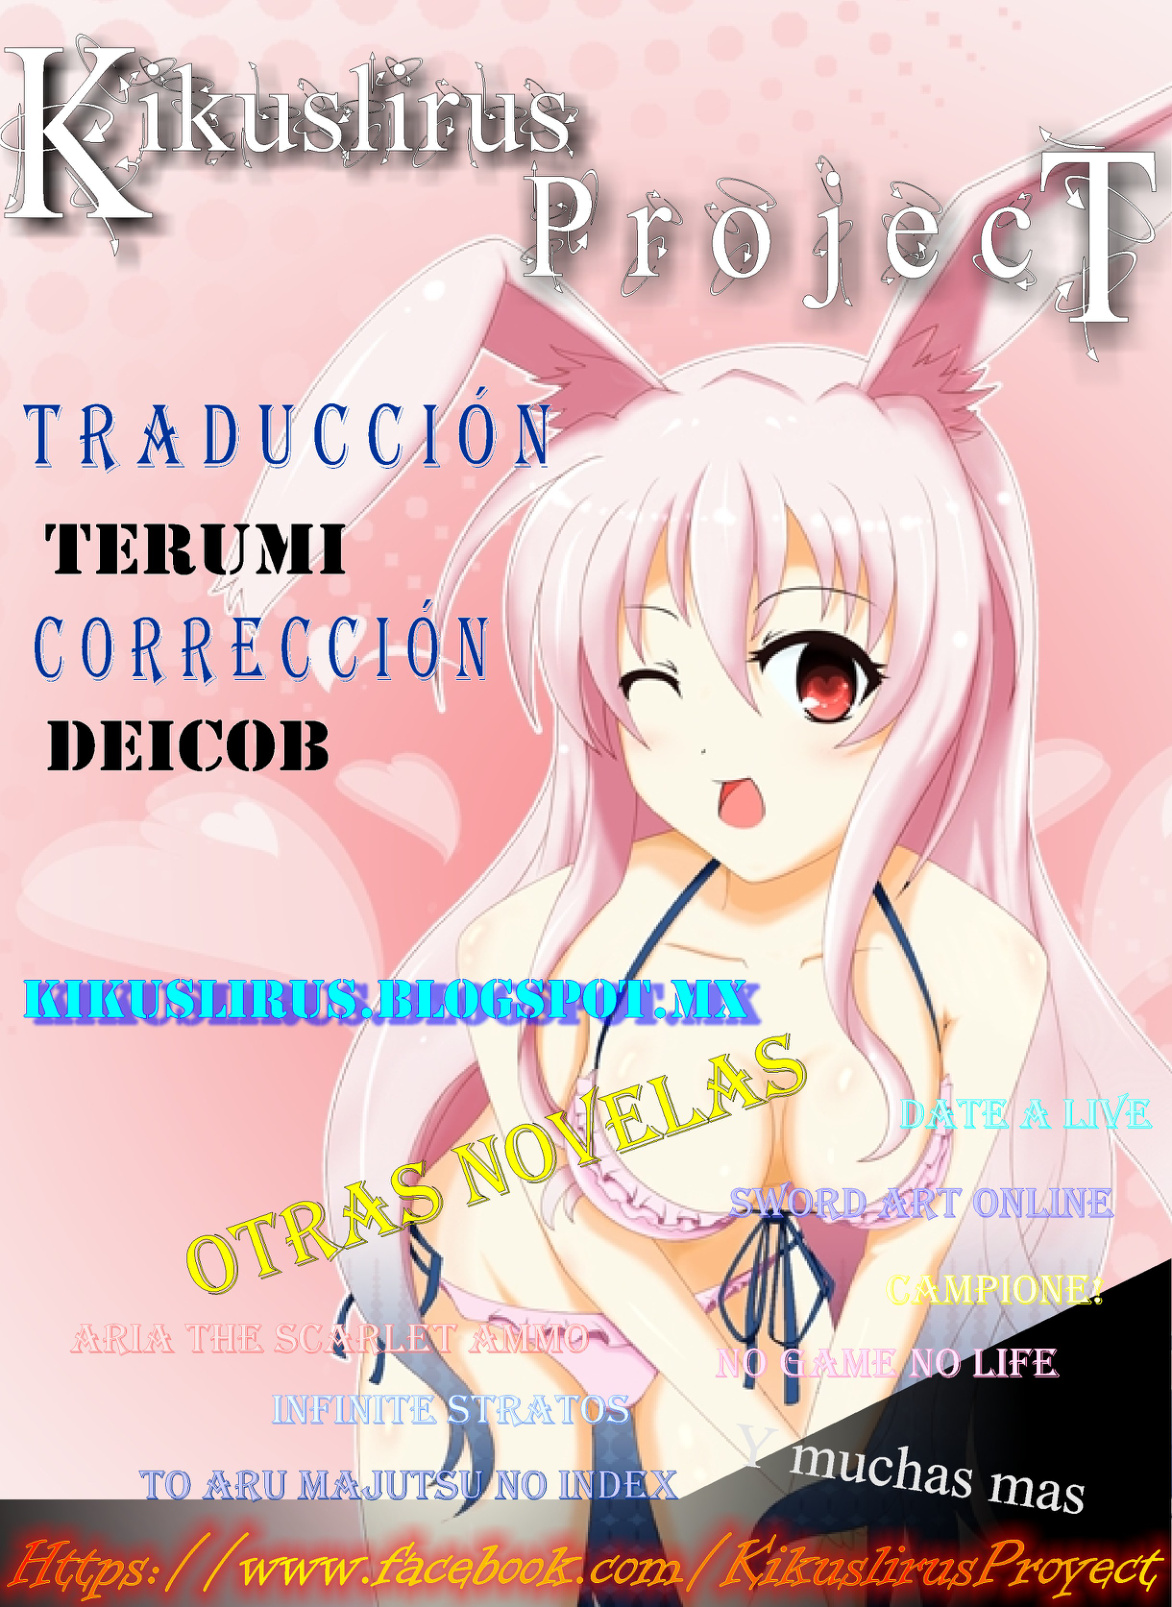 Kikuslirus
ProjecT
TRADUCCIÓN
TERUMI
CORRECCIÓN
DEICOB
KIKUSLIRUS.BLOGSPOT.MX
OTRAS NOVELAS
DATE A LIVE
SWORD ART ONLINE
CAMPIONE!
ARIA THE SCARLET AMMO
NO GAME NO LIFE
INFINITE STRATOS
Y muchas mas
TO ARU MAJUTSU NO INDEX
Https://www.facebook.com/KikuslirusProyect